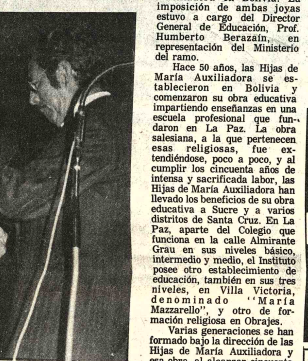 imposición de ambas joyas
estuvo a cargo del Director
General de Educación, Prof.
Humberto Berazaín, en
representación del Ministerio
del ramo.
Hace 50 años, las Hijas de
María Auxiliadora se es-
tablecieron en Bolivia y
comenzaron su obra educativa
impartiendo enseñanzas en una
escuela profesional que fun-
daron en La Paz. La obra
salesiana, a la que pertenecen
esas religiosas, fue ex-
tendiéndose, poco a poco, y al
cumplir los cincuenta años de
intensa y sacrificada labor, las
Hijas de María Auxiliadora han
llevado los beneficios de su obra
educativa a Sucre y a varios
distritos de Santa Cruz. En La
Paz, aparte del Colegio que
funciona en la calle Almirante
Grau en sus niveles básico,
intermedio y medio, el Instituto
posee otro establecimiento de
educación, también en sus tres
niveles, en Villa Victoria,
denominado "María
Mazzarello", y otro de for-
mación religiosa en Obrajes.
Varias generaciones se han
formado bajo la dirección de las
Hijas de María Auxiliadora